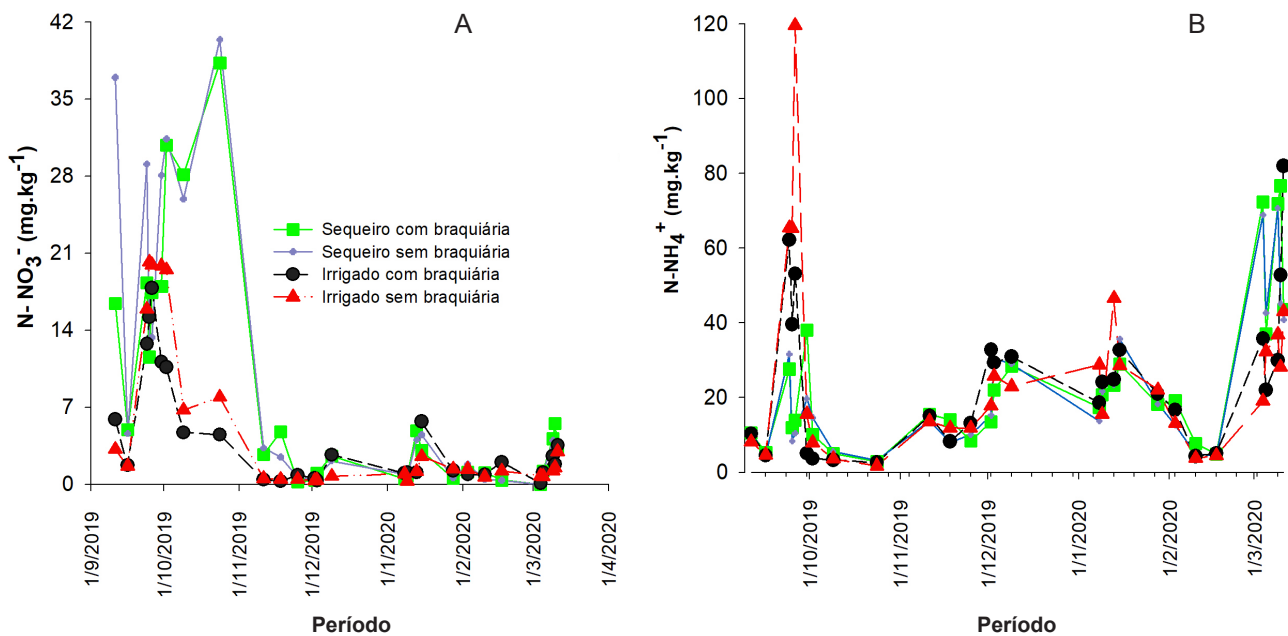 A
N- NO3- (mg.kg-1)
42
35
28
21
14
7
0
Sequeiro com braquiária
Sequeiro sem braquiária
Irrigado com braquiária
Irrigado sem braquiária
1/9/2019
1/10/2019
1/11/2019
1/12/2019
1/1/2020
1/2/2020
1/3/2020
1/4/2020
Período
B
N-NH4+ (mg.kg-1)
120
100
80
60
40
20
0
1/10/2019
1/11/2019
1/12/2019
1/1/2020
1/2/2020
1/3/2020
Período